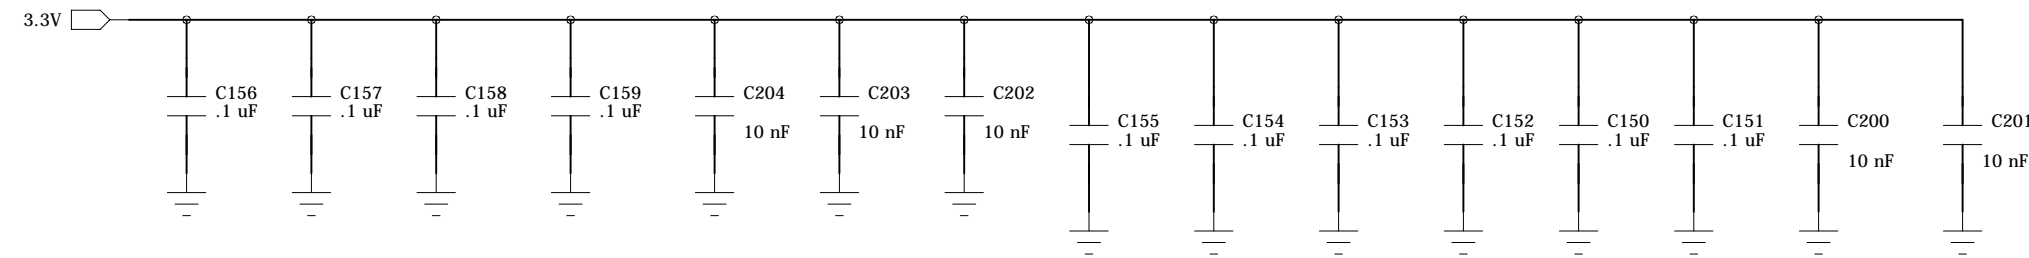 3.3V
C156
.1 uF
C157
.1 uF
C158
.1 uF
C159
.1 uF
C204
10 nF
C203
10 nF
C202
10 nF
C155
.1 uF
C154
.1 uF
C153
.1 uF
C152
.1 uF
C150
.1 uF
C151
.1 uF
C200
10 nF
C201
10 nF